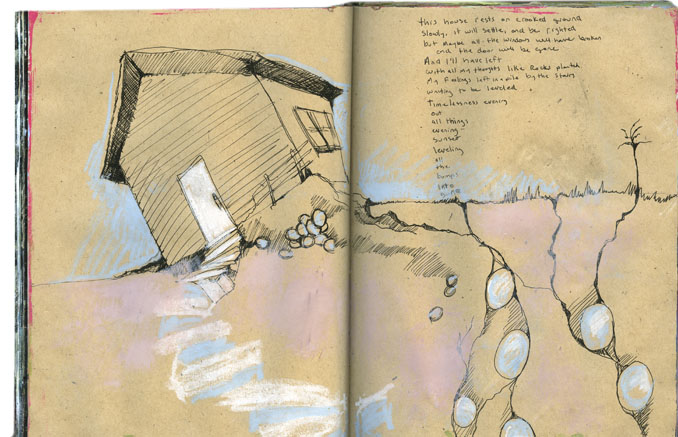 this house rests on crooked ground
slowly, it will settle, and be righted
but maybe all the windows will have broken
and the door will be
And I'll have left
with all my thoughts like Rocks planted
My feelings left in a pile by the stairs
waiting to be leveled
Timelessness evening
out
all things
evening
sunset
leveling
all
the
bumps
into